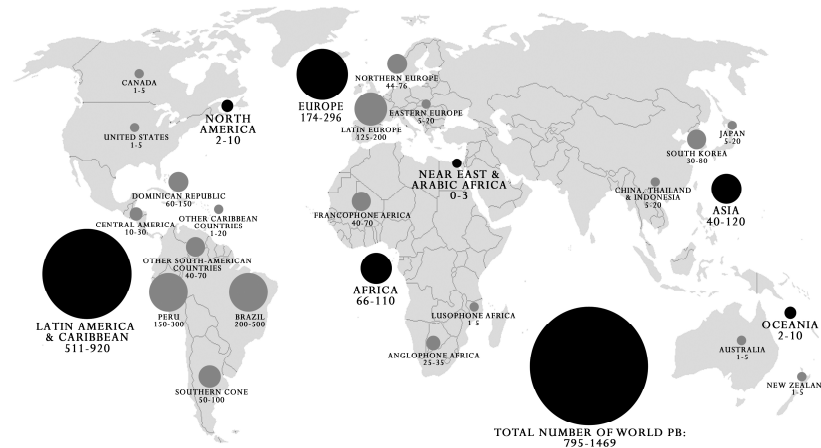 CANADA
1-5
NORTH
AMERICA
2-10
UNITED STATES
1-5
DOMINICAN REPUBLIC
60-150
CENTRAL AMERICA
10-30
OTHER CARIBBEAN
COUNTRIES
1-20
OTHER SOUTH-AMERICAN
COUNTRIES
40-70
LATIN AMERICA
& CARIBBEAN
511-920
PERU
150-300
BRAZIL
200-500
SOUTHERN CONE
50-100
EUROPE
174-296
NORTHERN EUROPE
44-76
EASTERN EUROPE
5-20
LATIN EUROPE
125-200
NEAR EAST &
ARABIC AFRICA
0-3
FRANCOPHONE AFRICA
40-70
AFRICA
66-110
LUSOPHONE AFRICA
1-5
ANGLOPHONE AFRICA
25-35
JAPAN
5-20
SOUTH KOREA
30-80
CHINA, THAILAND
& INDONESIA
5-20
ASIA
40-120
OCEANIA
2-10
AUSTRALIA
1-5
NEW ZEALAN
1-5
TOTAL NUMBER OF WORLD PB:
795-1469